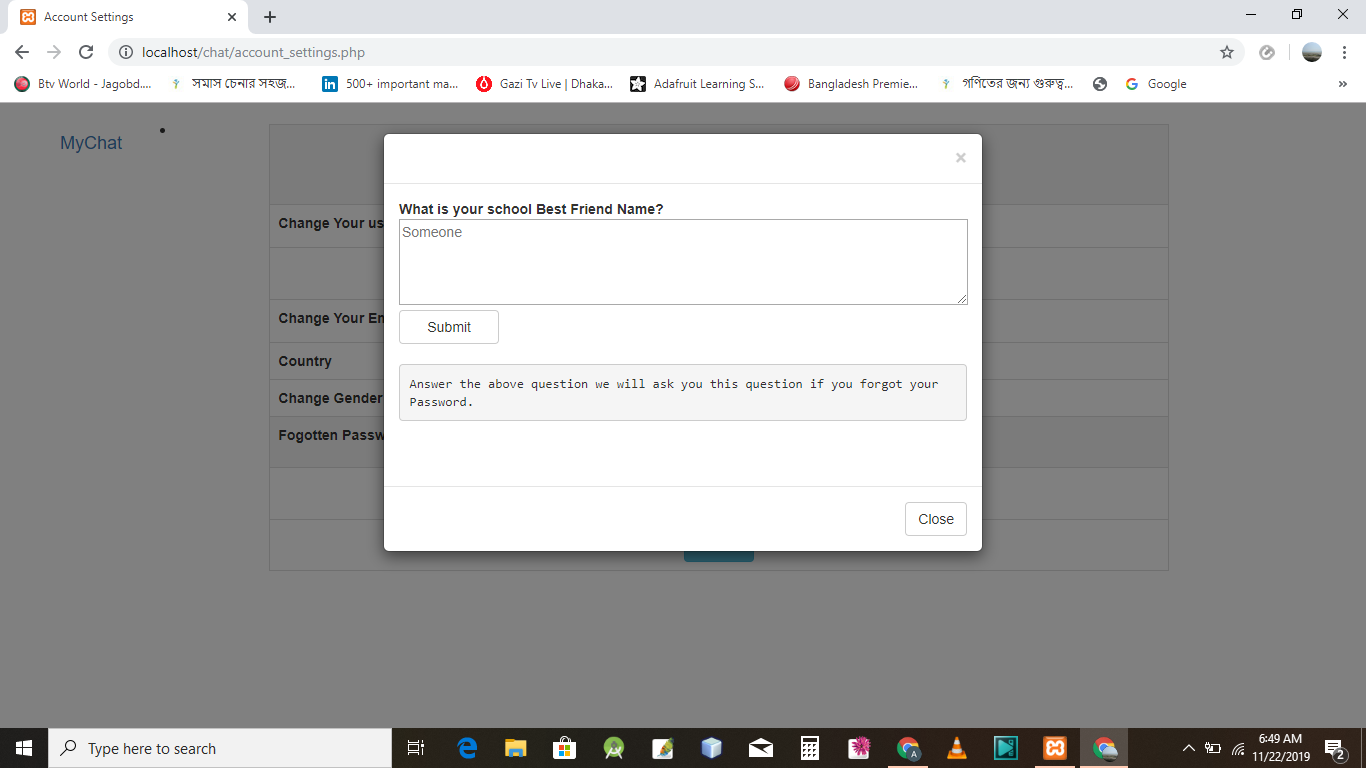 Account Settings
localhost/chat/account_settings.php
Btv World - Jagobd.... সমাস চেনার সহজ... 500+ important ma... Gazi Tv Live | Dhaka... Adafruit Learning S... Bangladesh Premie... গণিতের জন্য গুরুত্ব... Google »
MyChat
What is your school Best Friend Name?
Someone
Submit
Answer the above question we will ask you this question if you forgot your
Password.
Close
Change Your us
Change Your En
Country
Change Gender
Fogotten Passw
Type here to search
A
6:49 AM
11/22/2019
2